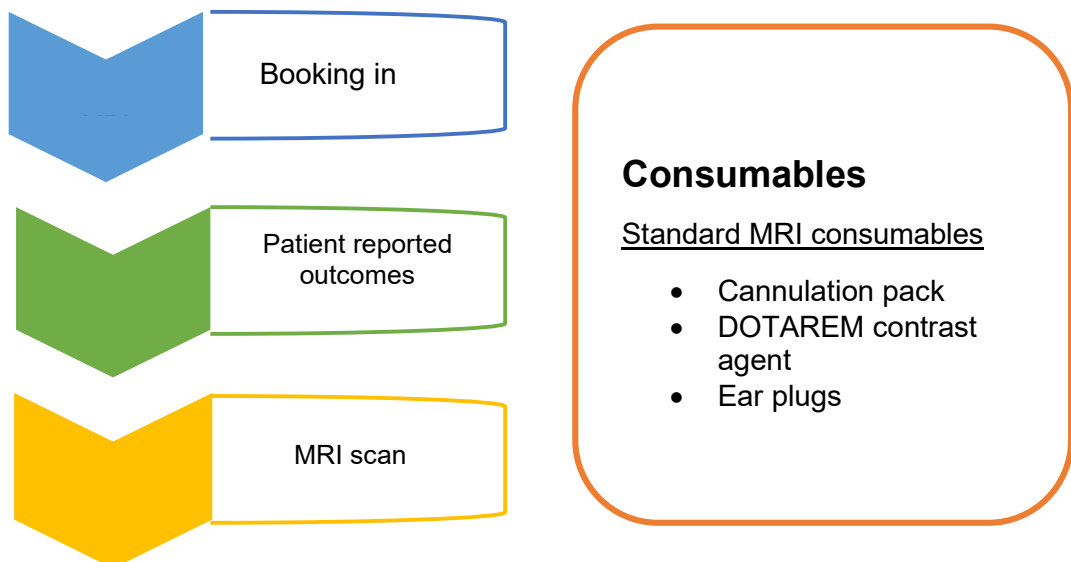 Booking in
Patient reported
outcomes
MRI scan
Consumables
Standard MRI consumables
• Cannulation pack
• DOTAREM contrast
agent
• Ear plugs